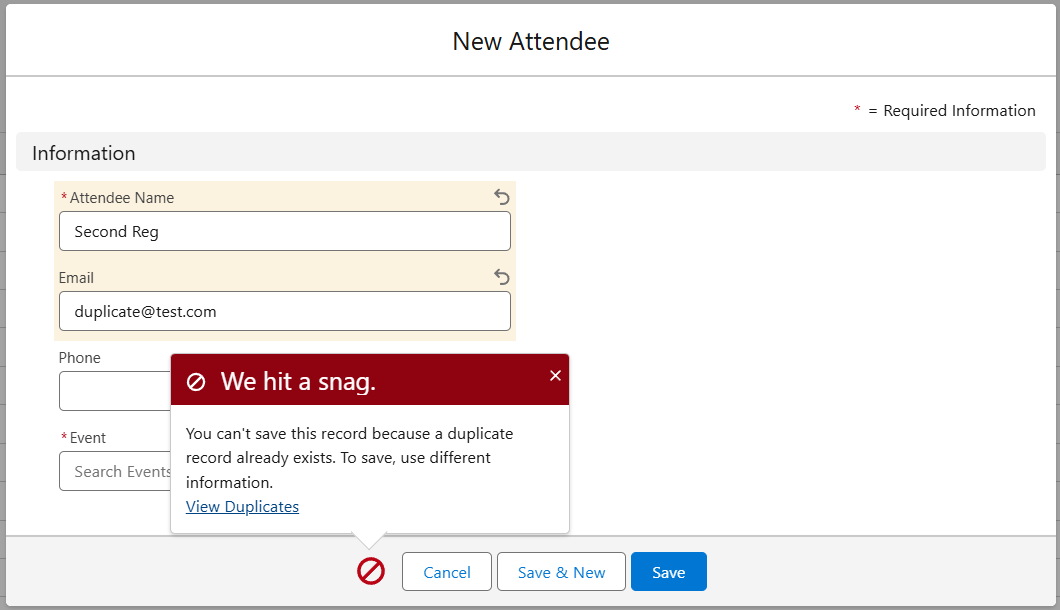 New Attendee
* = Required Information
Information
* Attendee Name
Second Reg
Email
duplicate@test.com
Phone
We hit a snag.
You can't save this record because a duplicate
record already exists. To save, use different
information.
View Duplicates
* Event
Search Events
Cancel
Save & New
Save